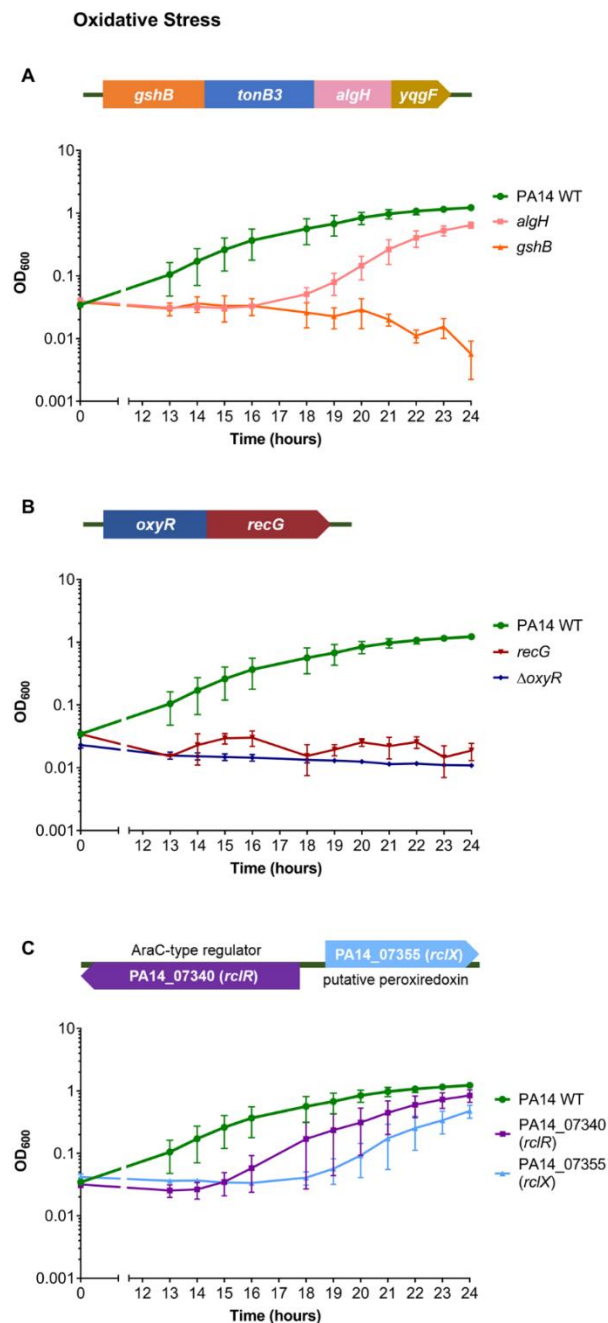 Oxidative Stress
A
gshB tonB3 algH yqgF
10
1
0.1
0.01
0.001
OD600
0 12 13 14 15 16 17 18 19 20 21 22 23 24
Time (hours)
PA14 WT
algH
gshB
B
oxyR recG
10
1
0.1
0.01
0.001
OD600
0 12 13 14 15 16 17 18 19 20 21 22 23 24
Time (hours)
PA14 WT
recG
ΔoxyR
C
AraC-type regulator
PA14_07355 (rclX)
PA14_07340 (rclR)
putative peroxiredoxin
10
1
0.1
0.01
0.001
OD600
0 12 13 14 15 16 17 18 19 20 21 22 23 24
Time (hours)
PA14 WT
PA14_07340
(rclR)
PA14_07355
(rclX)